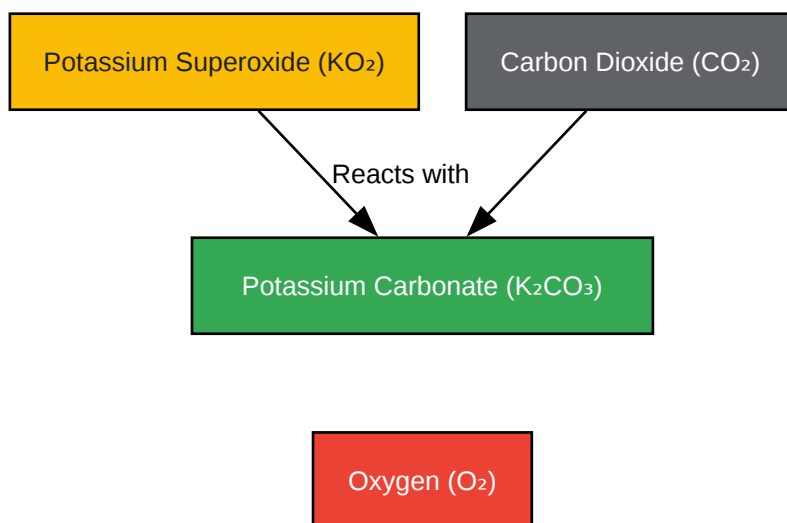 Potassium Superoxide (KO₂)
Carbon Dioxide (CO₂)
Reacts with
Potassium Carbonate (K₂CO₃)
Oxygen (O₂)